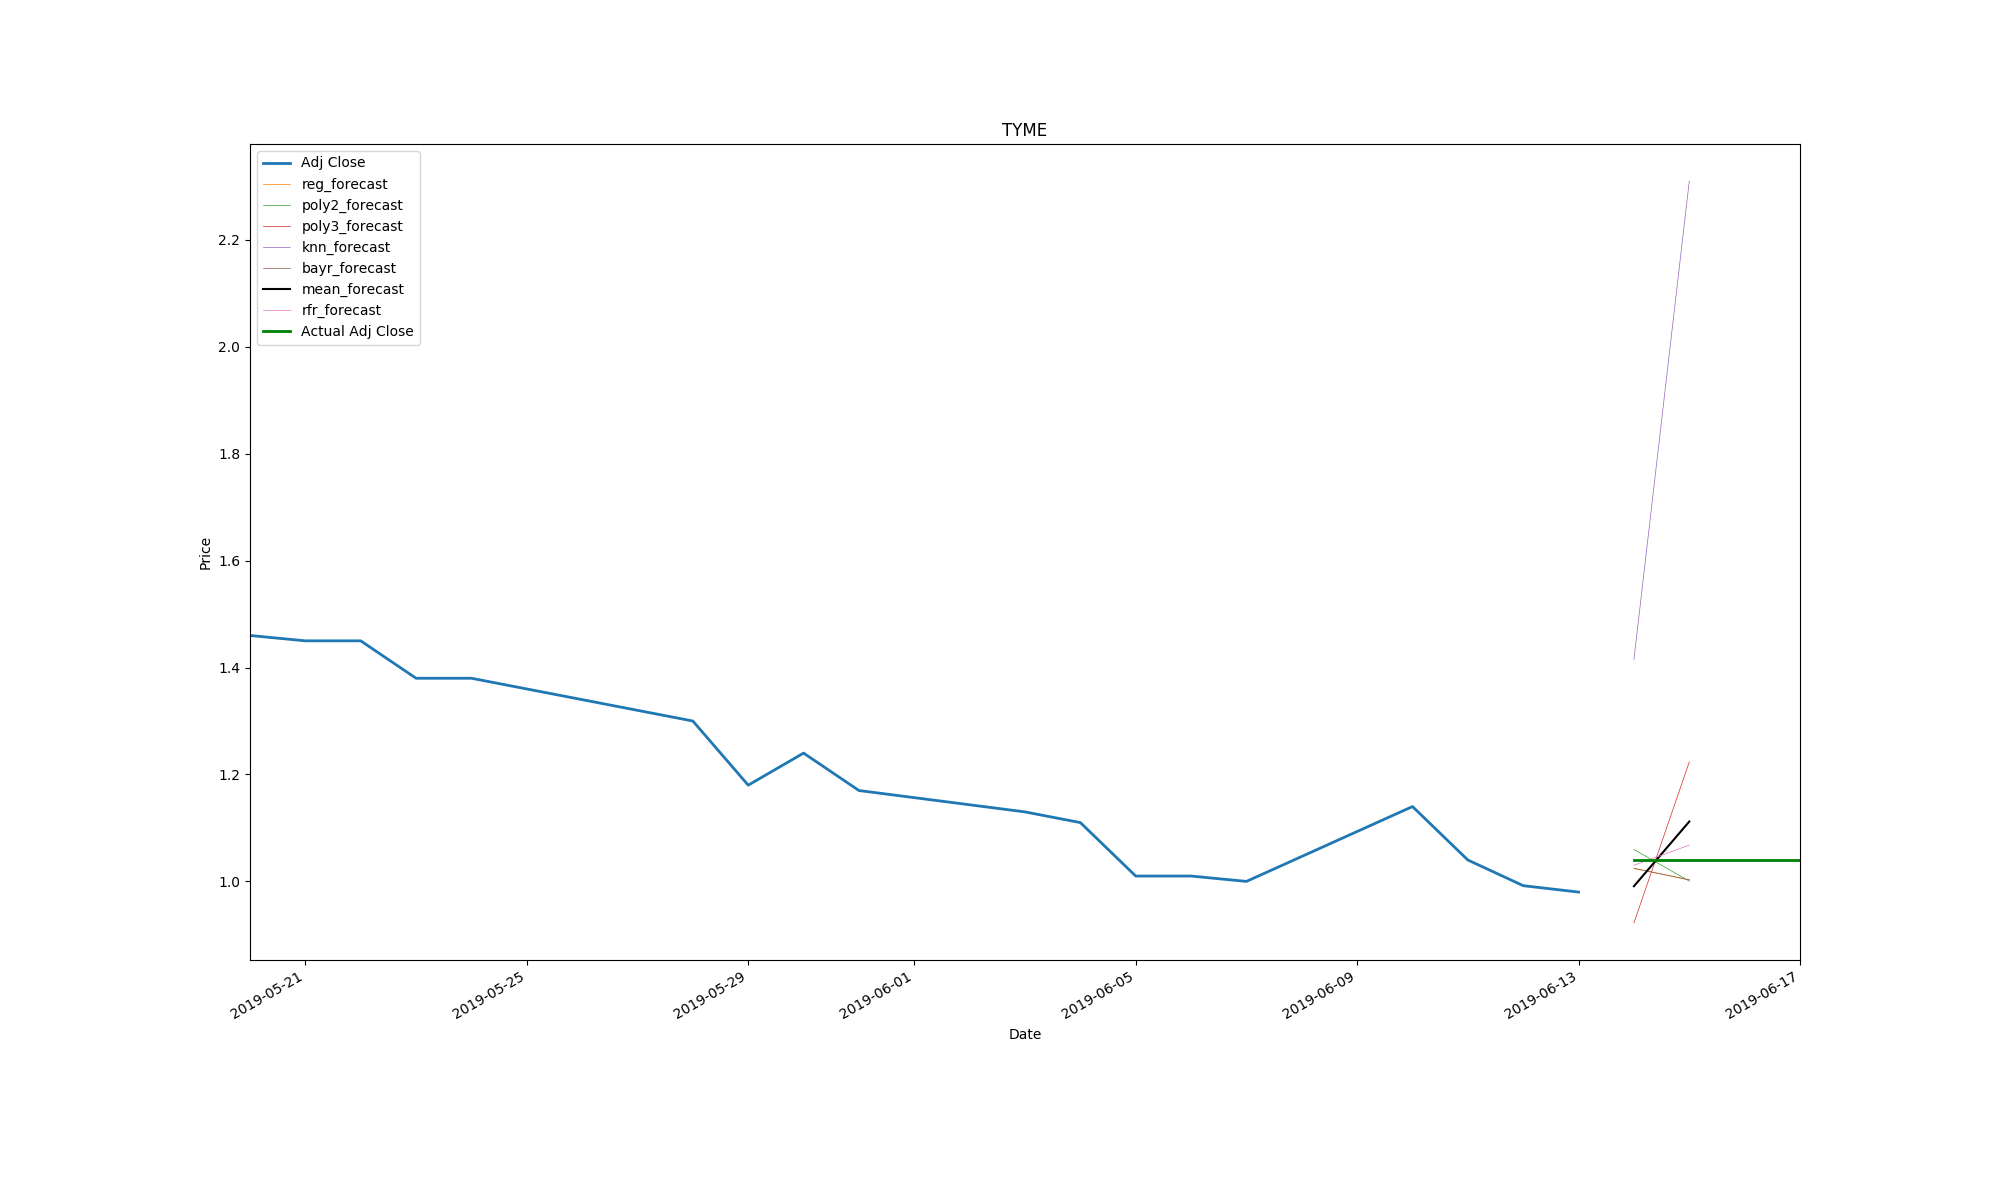 TYME
Adj Close
reg_forecast
poly2_forecast
poly3_forecast
knn_forecast
bayr_forecast
mean_forecast
rfr_forecast
Actual Adj Close
2.2
2.0
1.8
1.6
1.4
1.2
1.0
Price
2019-05-21
2019-05-25
2019-05-29
2019-06-01
2019-06-05
2019-06-09
2019-06-13
2019-06-17
Date